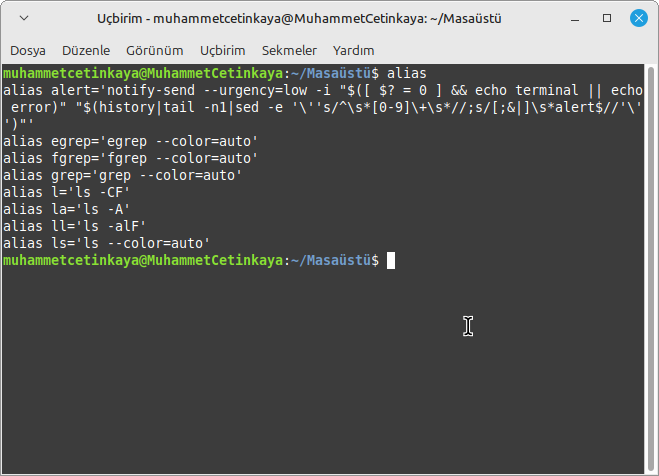 Uçbirim - muhammetcetinkaya@MuhammetCetinkaya: ~/Masaüstü
Dosya Düzenle Görünüm Uçbirim Sekmeler Yardım
muhammetcetinkaya@MuhammetCetinkaya:~/Masaüstü$ alias
alias alert='notify-send --urgency=low -i "$([ $? = 0 ] && echo terminal || echo
 error)" "$(history|tail -n1|sed -e '\''s/^\s*[0-9]\+\s*//;s/[;&|]\s*alert$//'\'
')"'
alias egrep='egrep --color=auto'
alias fgrep='fgrep --color=auto'
alias grep='grep --color=auto'
alias l='ls -CF'
alias la='ls -A'
alias ll='ls -alF'
alias ls='ls --color=auto'
muhammetcetinkaya@MuhammetCetinkaya:~/Masaüstü$